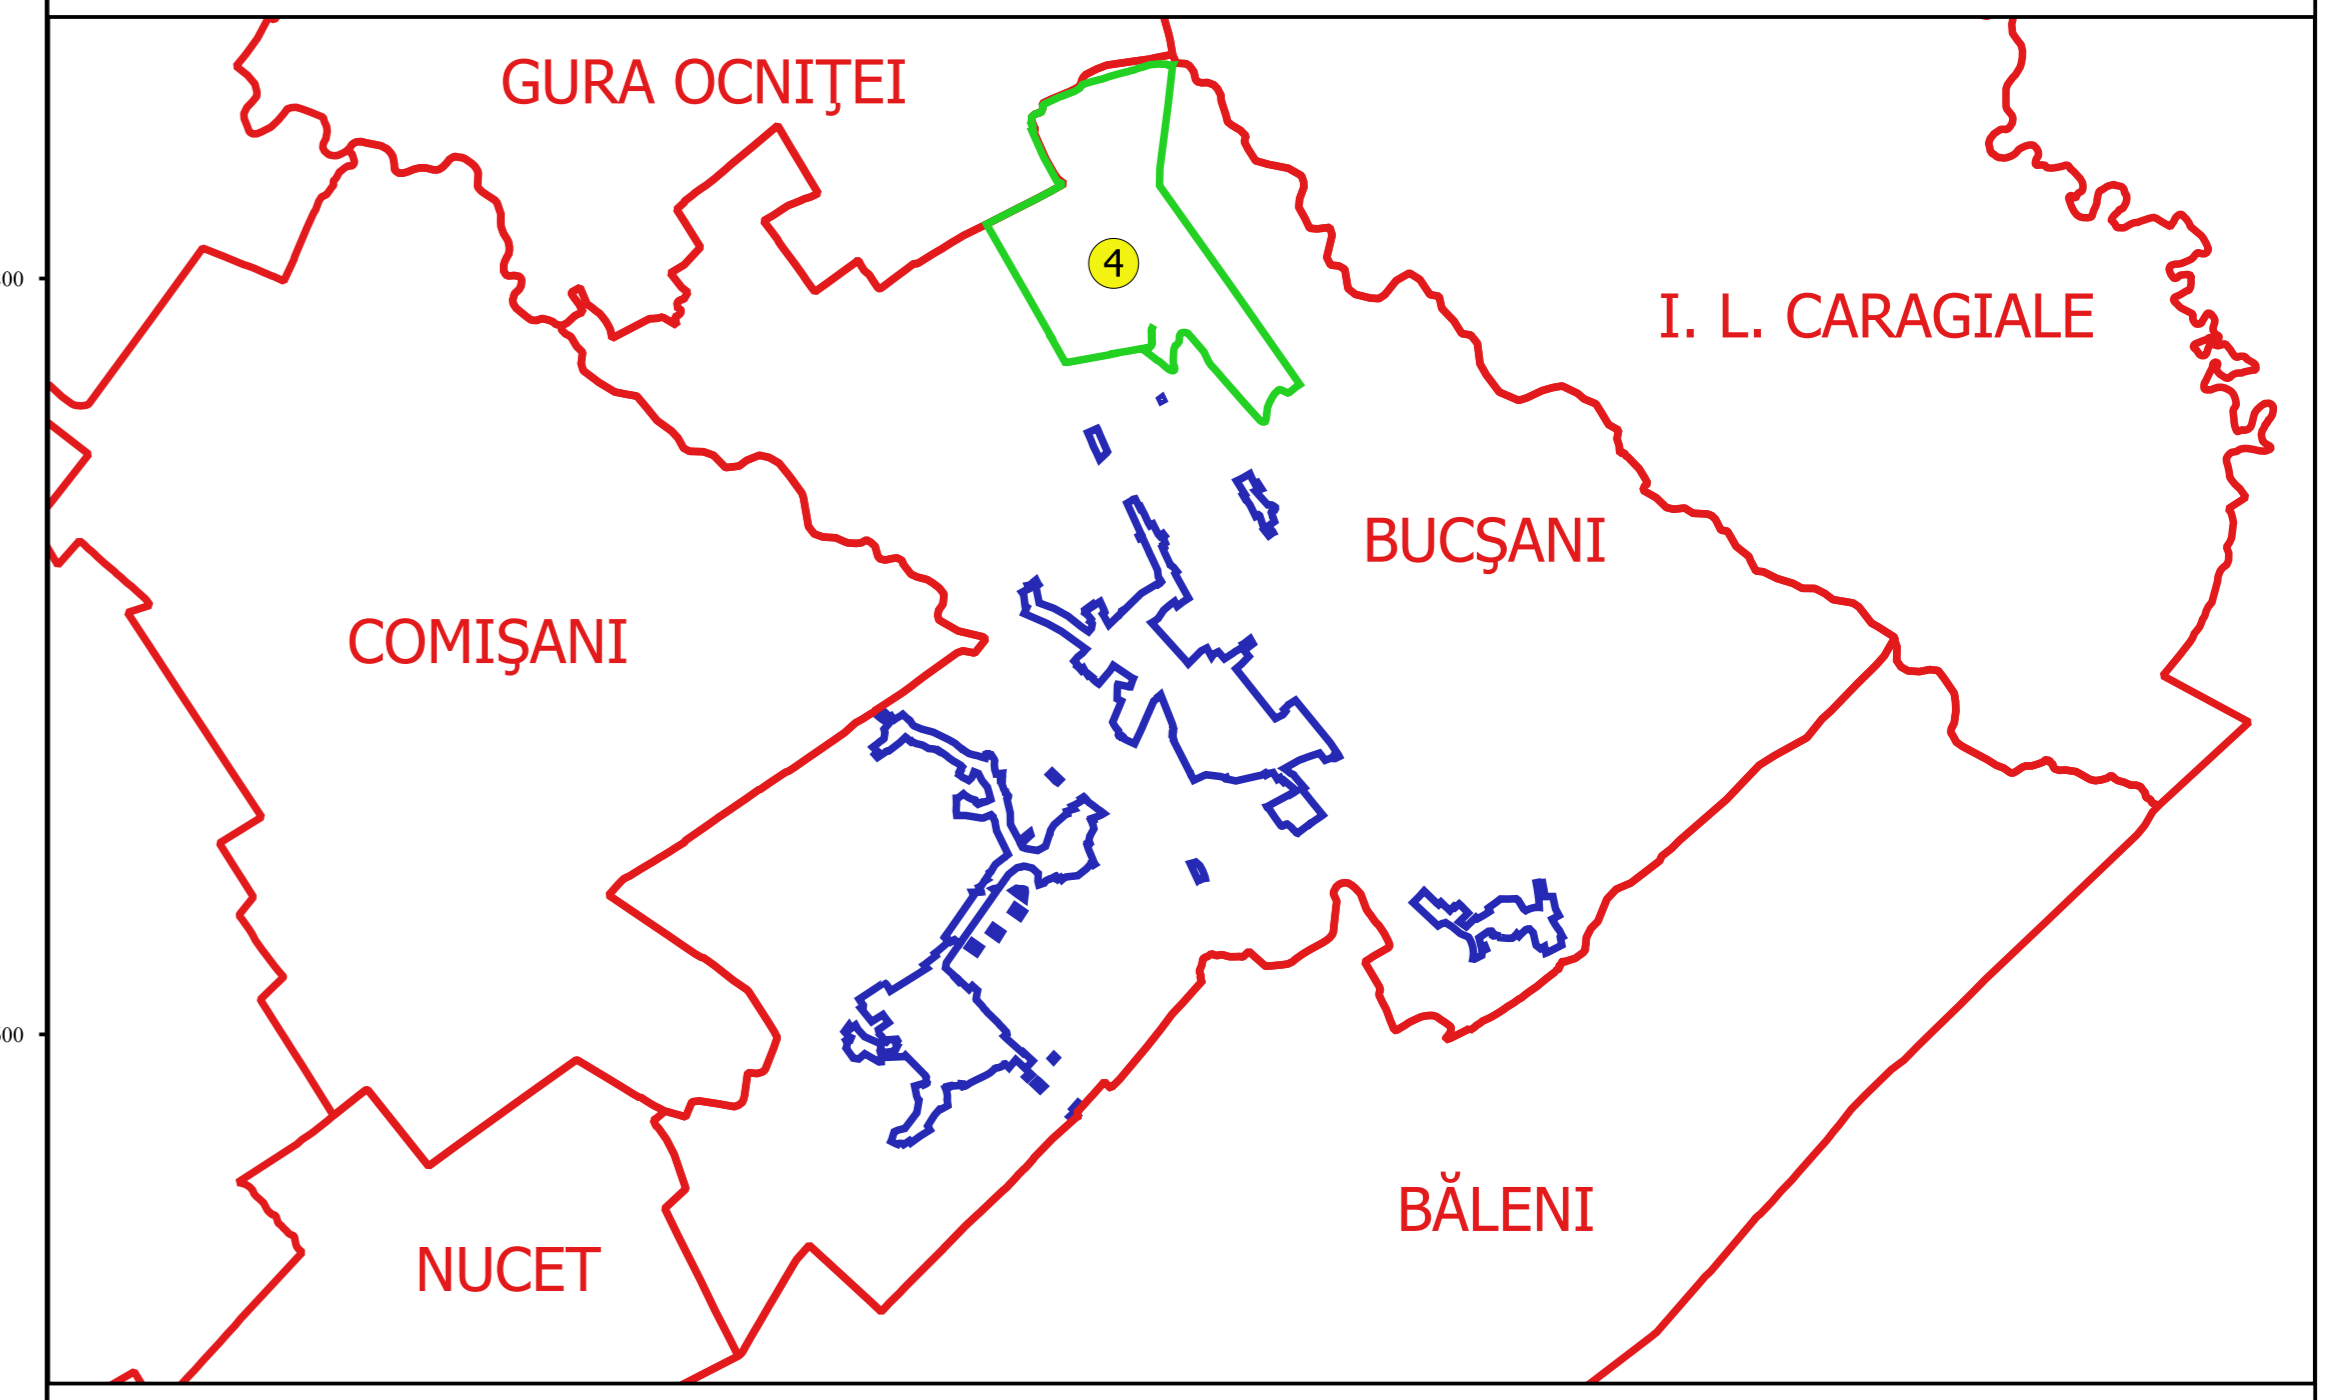 GURA OCNIŢEI
4
I. L. CARAGIALE
BUCŞANI
COMIŞANI
BĂLENI
NUCET